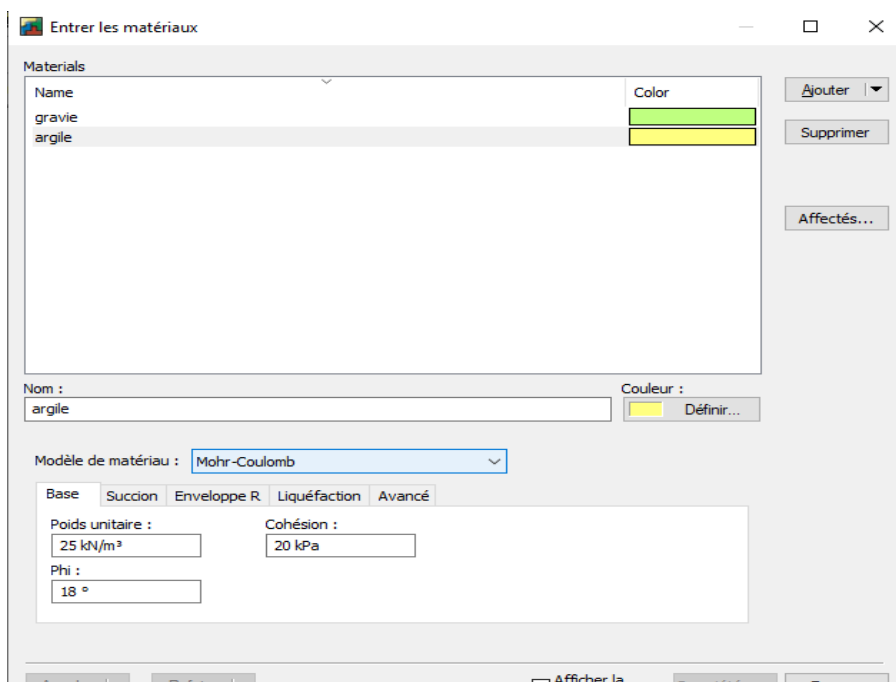 Entrer les matériaux
Materials
Name Color
gravie
argile
Ajouter
Supprimer
Affectés...
Nom : Couleur :
argile Définir...
Modèle de matériau : Mohr-Coulomb
Base Succion Enveloppe R Liquéfaction Avancé
Poids unitaire : Cohésion :
25 kN/m³ 20 kPa
Phi :
18 °
Afficher la